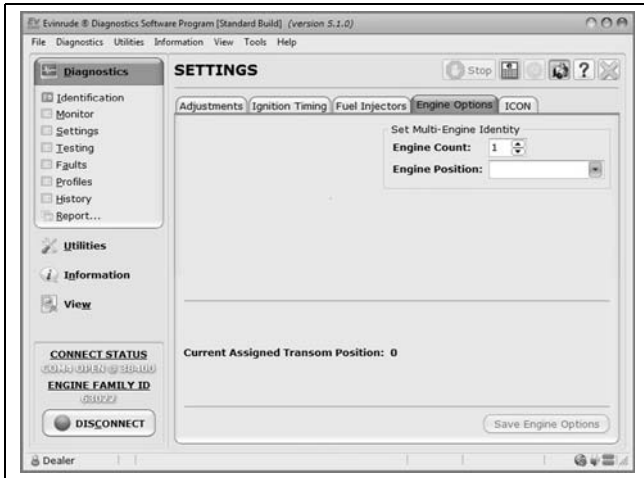 Evinrude ® Diagnostics Software Program [Standard Build] (version 5.1.0)
File Diagnostics Utilities Information View Tools Help
Diagnostics
Identification
Monitor
Settings
Testing
Faults
Profiles
History
Report...
Utilities
Information
View
CONNECT STATUS
COM3 OPEN @ 38400
ENGINE FAMILY ID
DISCONNECT
SETTINGS
Stop
?
Adjustments Ignition Timing Fuel Injectors Engine Options ICON
Set Multi-Engine Identity
Engine Count: 1
Engine Position:
Current Assigned Transom Position: 0
Save Engine Options
Dealer